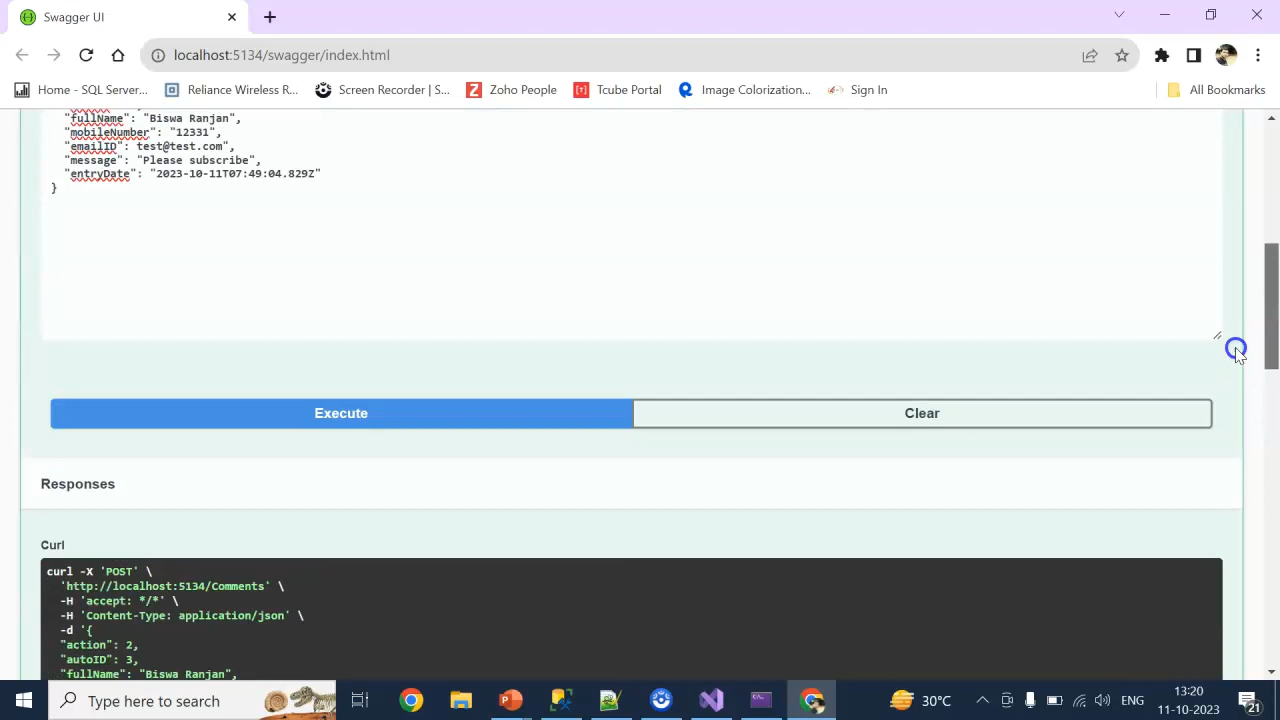 Swagger UI
localhost:5134/swagger/index.html
Home - SQL Server...
Reliance Wireless R...
Screen Recorder | S...
Zoho People
Tcube Portal
Image Colorization...
Sign In
All Bookmarks
"fullName": "Biswa Ranjan",
"mobileNumber": "12331",
"emailID": test@test.com",
"message": "Please subscribe",
"entryDate": "2023-10-11T07:49:04.829Z"
}
Execute
Clear
Responses
Curl
curl -X 'POST' \
'http://localhost:5134/Comments' \
-H 'accept: */*' \
-H 'Content-Type: application/json' \
-d '{
"action": 2,
"autoID": 3,
"fullName": "Biswa Ranjan",
Type here to search
30°C
ENG
13:20
11-10-2023
21